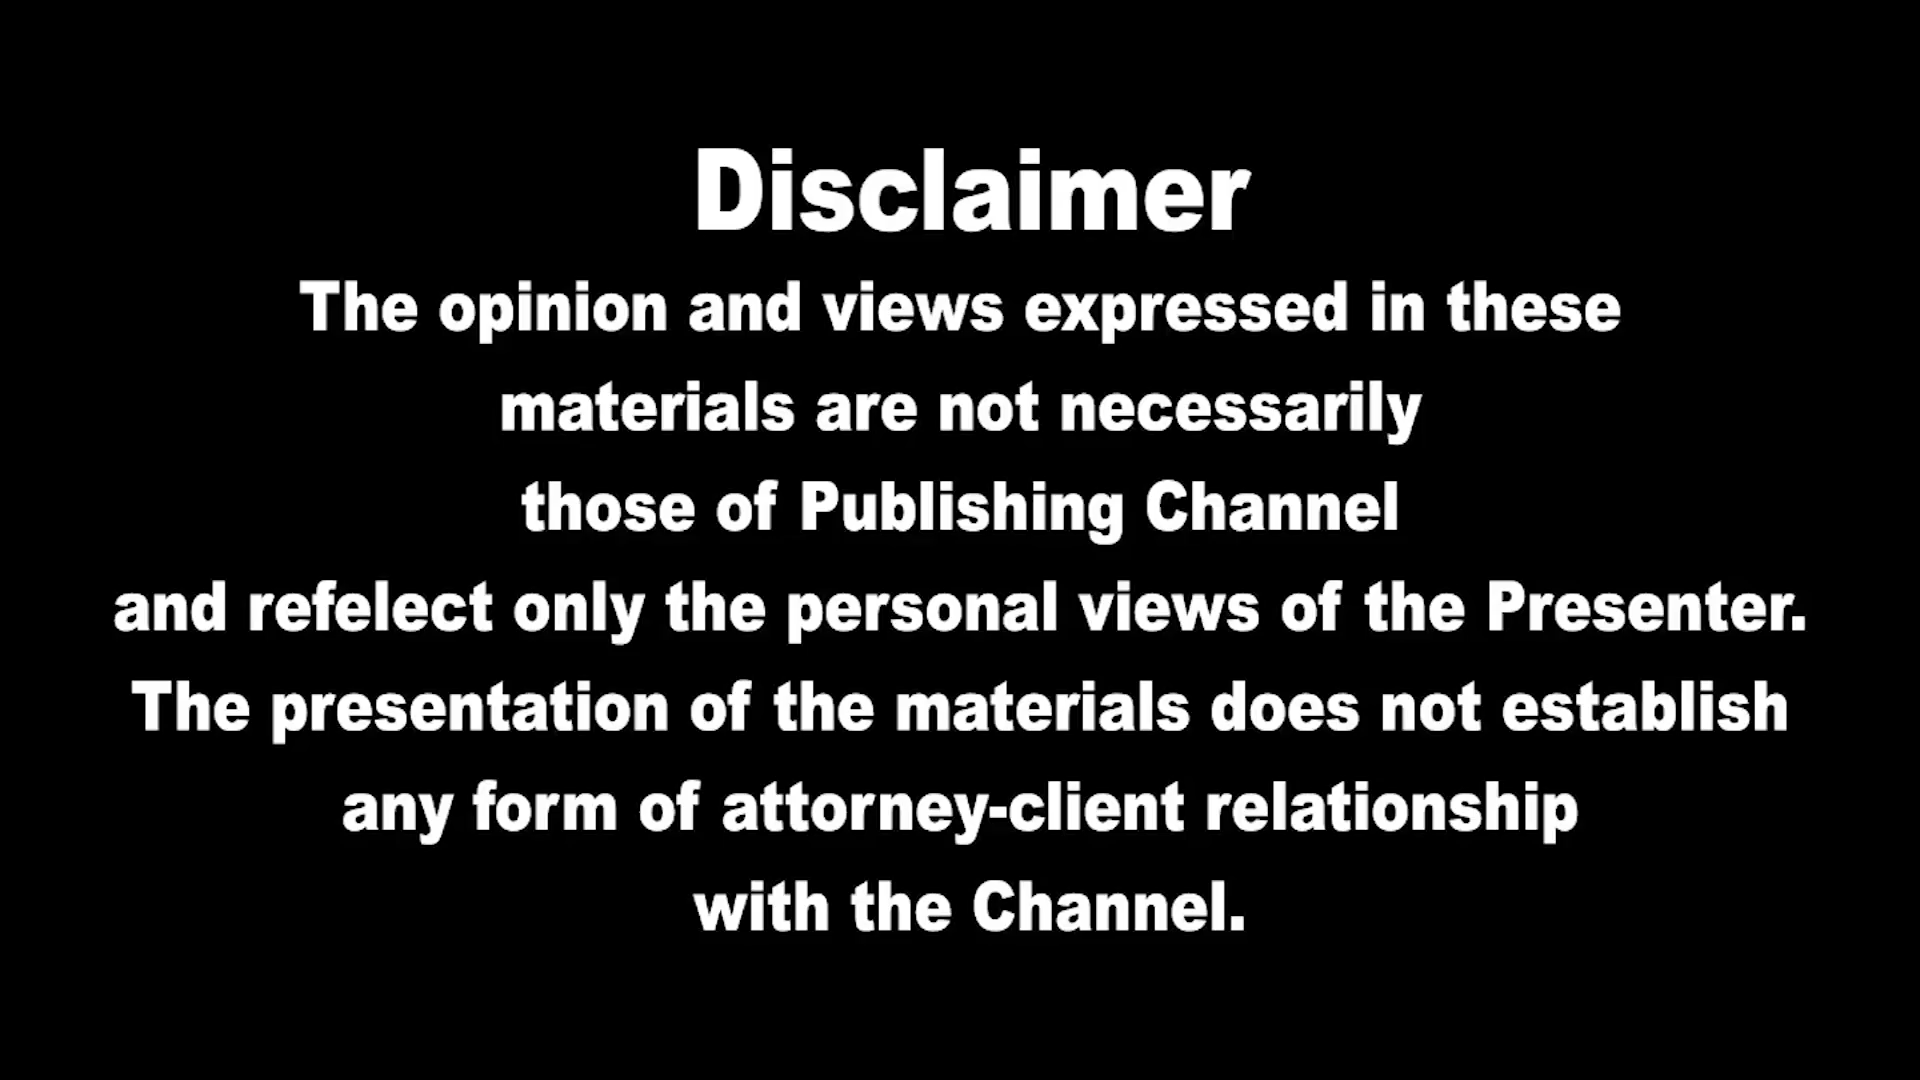 Disclaimer
The opinion and views expressed in these
materials are not necessarily
those of Publishing Channel
and refelect only the personal views of the Presenter.
The presentation of the materials does not establish
any form of attorney-client relationship
with the Channel.